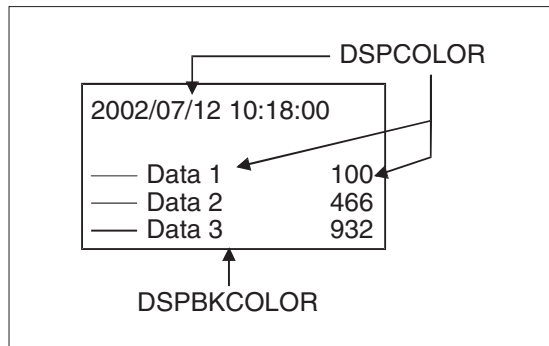 DSPCOLOR
2002/07/12 10:18:00
Data 1 100
Data 2 466
Data 3 932
DSPBKCOLOR